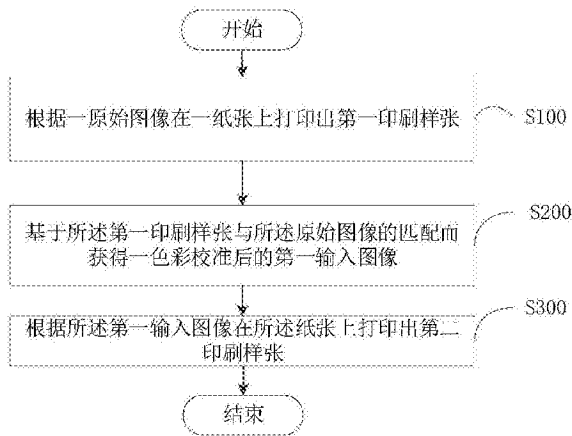 开始
根据一原始图像在一纸张上打印出第一印刷样张
S100
基于所述第一印刷样张与所述原始图像的匹配而
获得一色彩校准后的第一输入图像
S200
根据所述第一输入图像在所述纸张上打印出第二
印刷样张
S300
结束